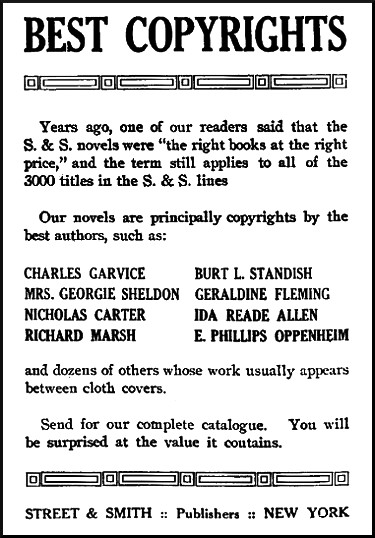 BEST COPYRIGHTS
Years ago, one of our readers said that the
S. & S. novels were "the right books at the right
price," and the term still applies to all of the
3000 titles in the S. & S. lines
Our novels are principally copyrights by the
best authors, such as:
CHARLES GARVICE BURT L. STANDISH
MRS. GEORGIE SHELDON GERALDINE FLEMING
NICHOLAS CARTER IDA READE ALLEN
RICHARD MARSH E. PHILLIPS OPPENHEIM
and dozens of others whose work usually appears
between cloth covers.
Send for our complete catalogue. You will
be surprised at the value it contains.
STREET & SMITH :: Publishers :: NEW YORK